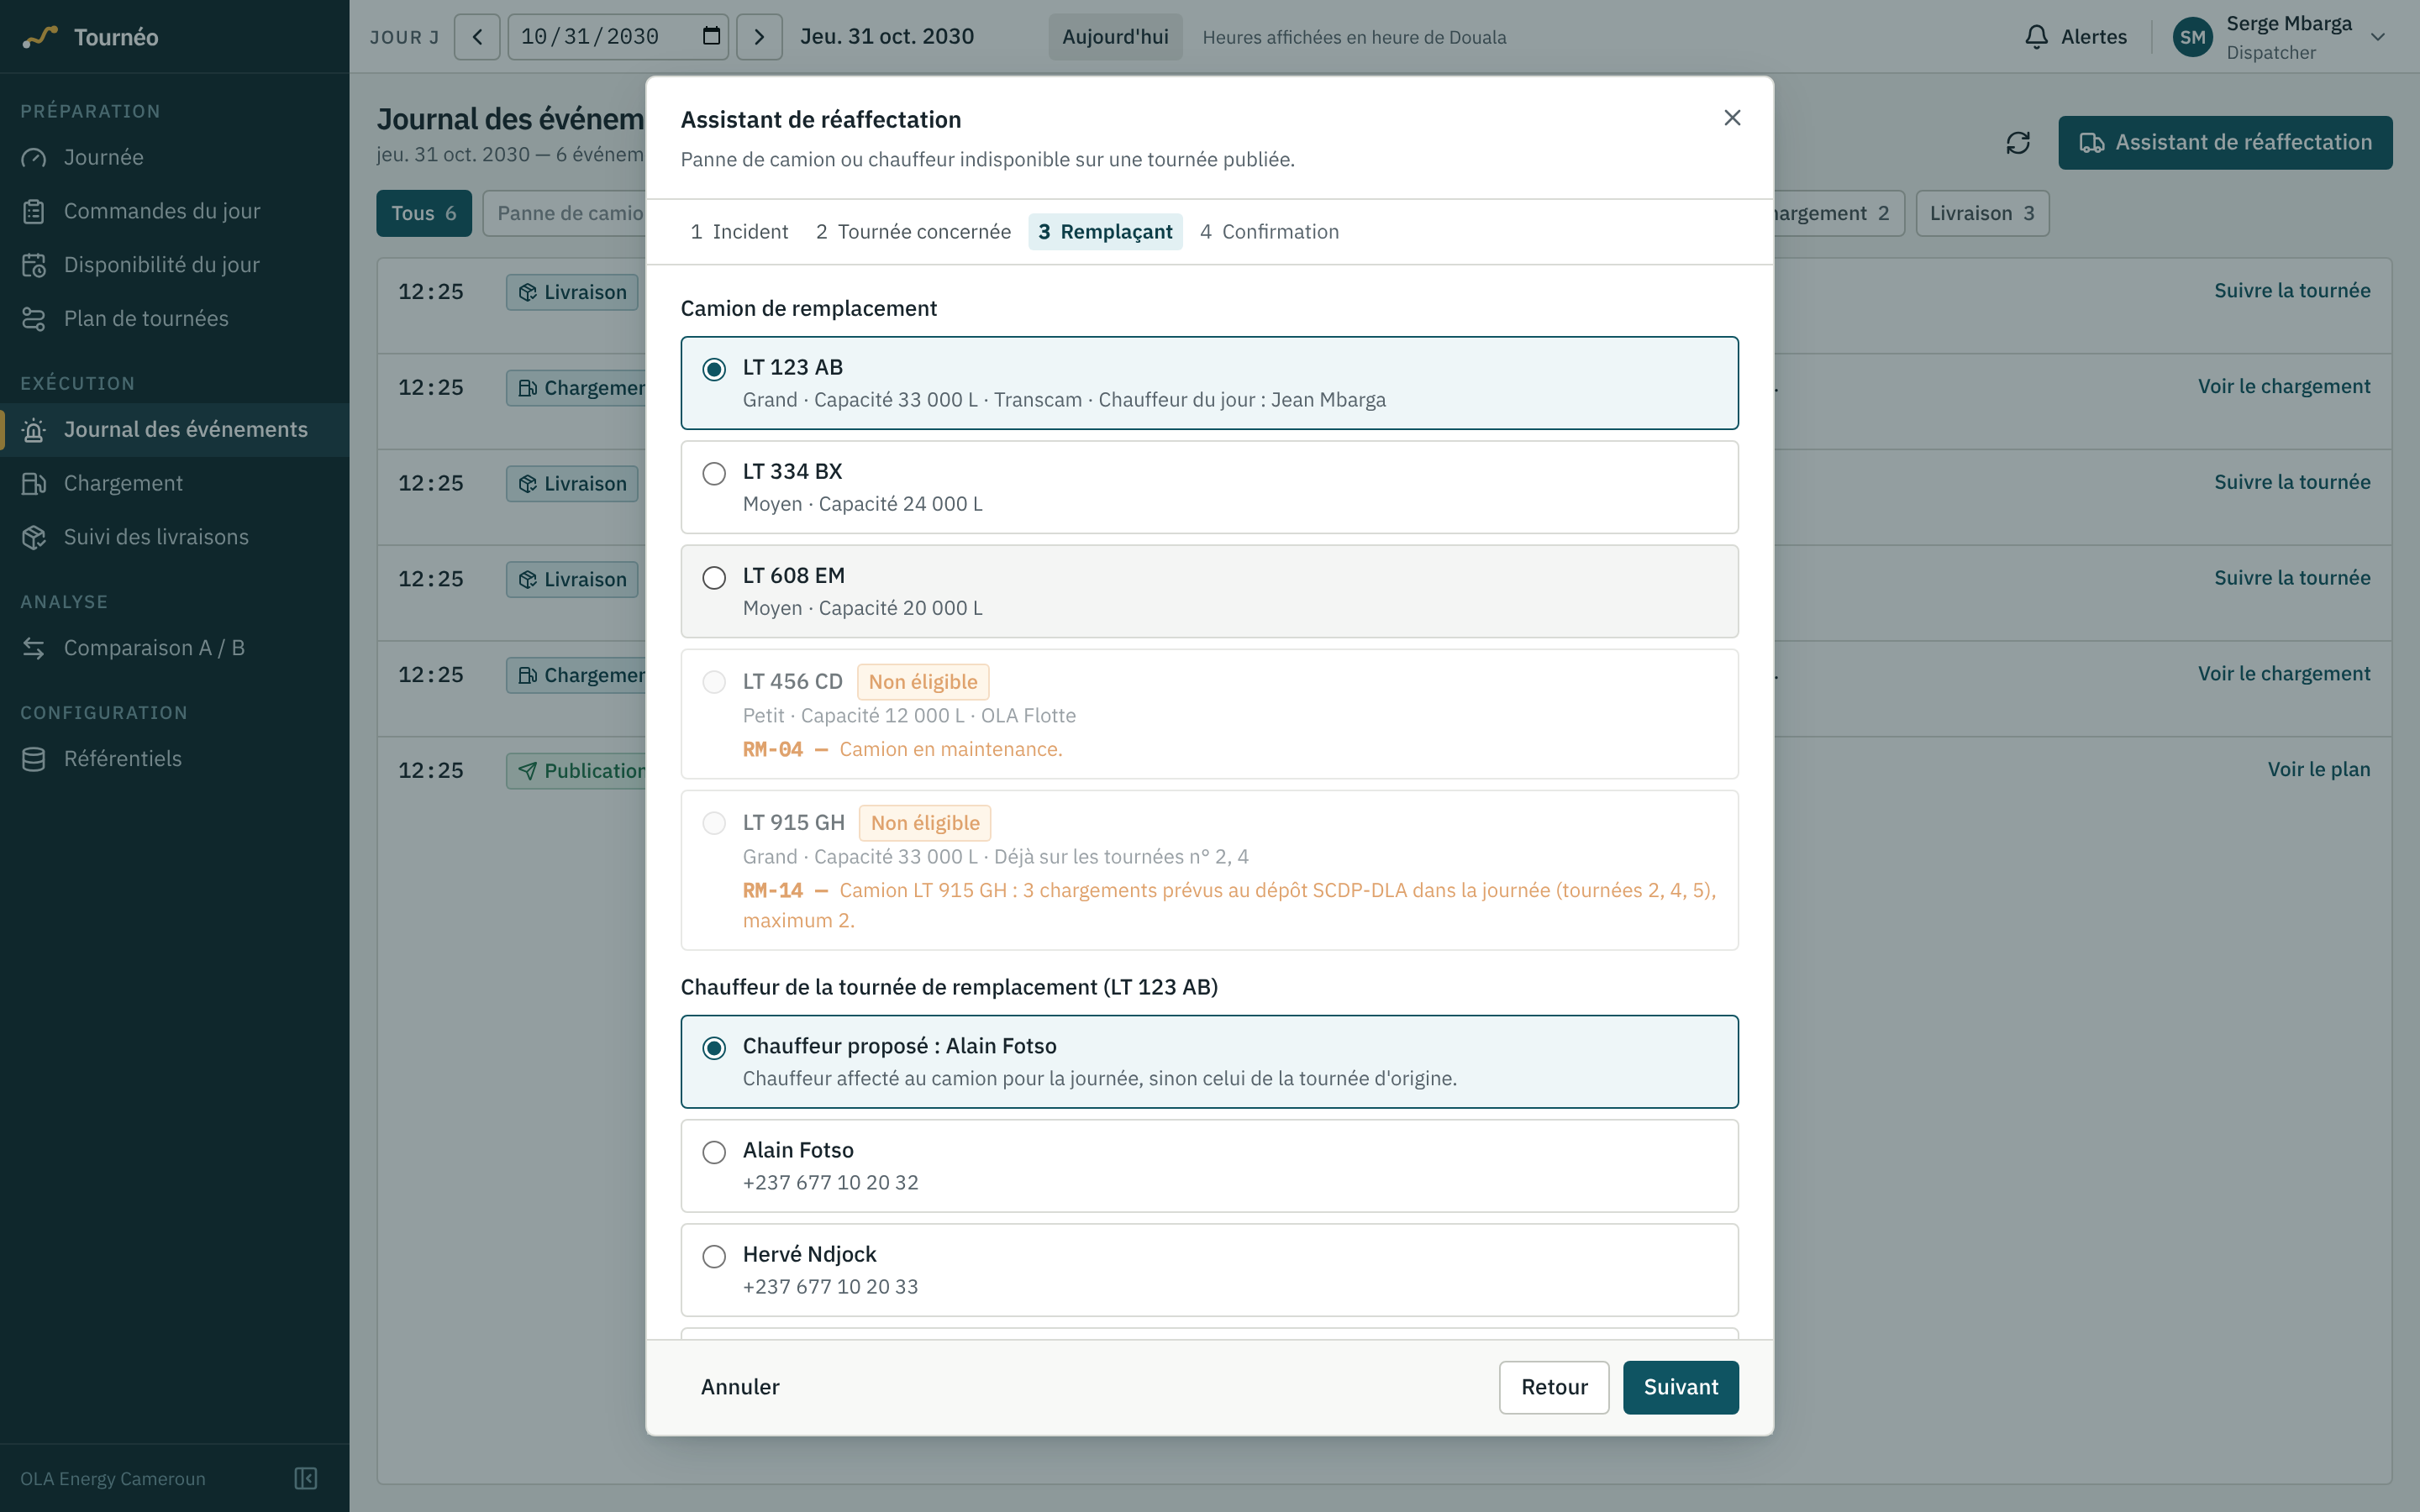 Tournéo
JOUR J
10/31/2030
Jeu. 31 oct. 2030
Aujourd'hui
Heures affichées en heure de Douala
Alertes
SM
Serge Mbarga
Dispatcher
PRÉPARATION
Journée
Commandes du jour
Disponibilité du jour
Plan de tournées
EXÉCUTION
Journal des événements
Chargement
Suivi des livraisons
ANALYSE
Comparaison A / B
CONFIGURATION
Référentiels
OLA Energy Cameroun
Journal des événem
jeu. 31 oct. 2030 — 6 événem
Assistant de réaffectation
Tous 6
Panne de camio
hargement 2
Livraison 3
12:25 Livraison
Suivre la tournée
12:25 Chargemen
Voir le chargement
12:25 Livraison
Suivre la tournée
12:25 Livraison
Suivre la tournée
12:25 Chargemen
Voir le chargement
12:25 Publication
Voir le plan
Assistant de réaffectation
Panne de camion ou chauffeur indisponible sur une tournée publiée.
1 Incident 2 Tournée concernée 3 Remplaçant 4 Confirmation
Camion de remplacement
LT 123 AB
Grand · Capacité 33 000 L · Transcam · Chauffeur du jour : Jean Mbarga
LT 334 BX
Moyen · Capacité 24 000 L
LT 608 EM
Moyen · Capacité 20 000 L
LT 456 CD Non éligible
Petit · Capacité 12 000 L · OLA Flotte
RM-04 — Camion en maintenance.
LT 915 GH Non éligible
Grand · Capacité 33 000 L · Déjà sur les tournées n° 2, 4
RM-14 — Camion LT 915 GH : 3 chargements prévus au dépôt SCDP-DLA dans la journée (tournées 2, 4, 5),
maximum 2.
Chauffeur de la tournée de remplacement (LT 123 AB)
Chauffeur proposé : Alain Fotso
Chauffeur affecté au camion pour la journée, sinon celui de la tournée d'origine.
Alain Fotso
+237 677 10 20 32
Hervé Ndjock
+237 677 10 20 33
Annuler
Retour
Suivant